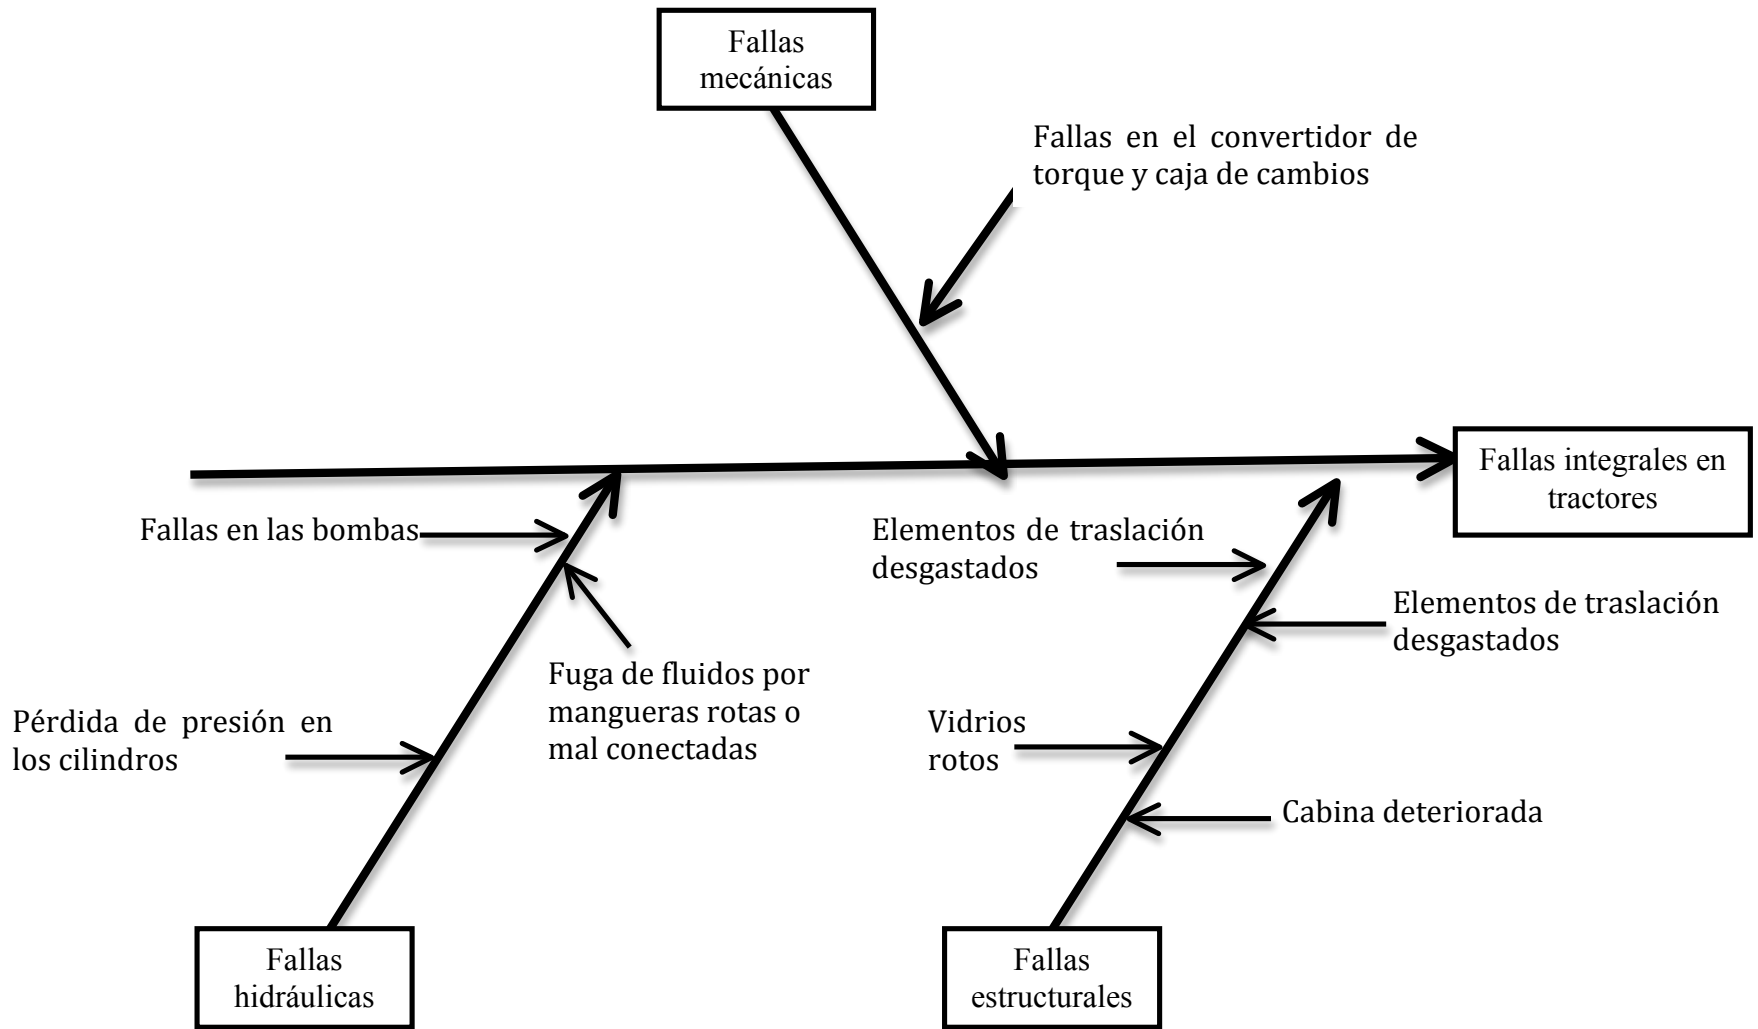 Fallas
mecánicas
Fallas en el convertidor de
torque y caja de cambios
Fallas integrales en
tractores
Fallas en las bombas
Elementos de traslación
desgastados
Elementos de traslación
desgastados
Fuga de fluidos por
mangueras rotas o
mal conectadas
Pérdida de presión en
los cilindros
Vidrios
rotos
Cabina deteriorada
Fallas
hidráulicas
Fallas
estructurales